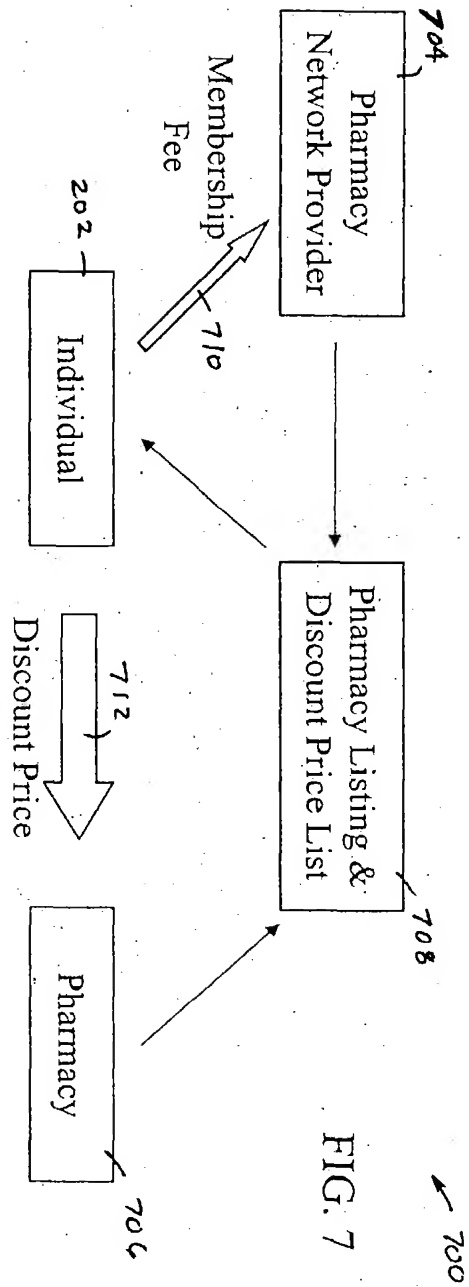 704
Pharmacy
Network Provider
Pharmacy Listing &
Discount Price List
708
Membership
Fee
710
202
Individual
712
Discount Price
Pharmacy
706
FIG. 7
700